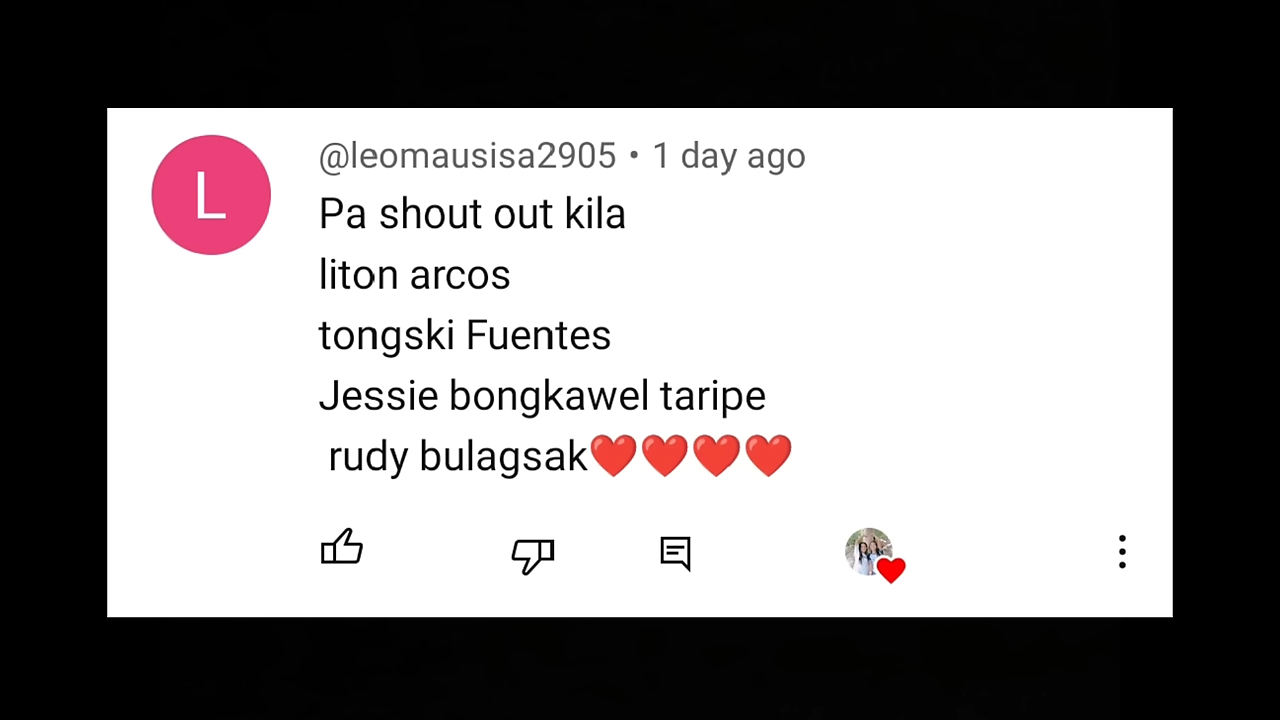 L
@leomausisa2905 • 1 day ago
Pa shout out kila
liton arcos
tongski Fuentes
Jessie bongkawel taripe
rudy bulagsak❤️❤️❤️❤️